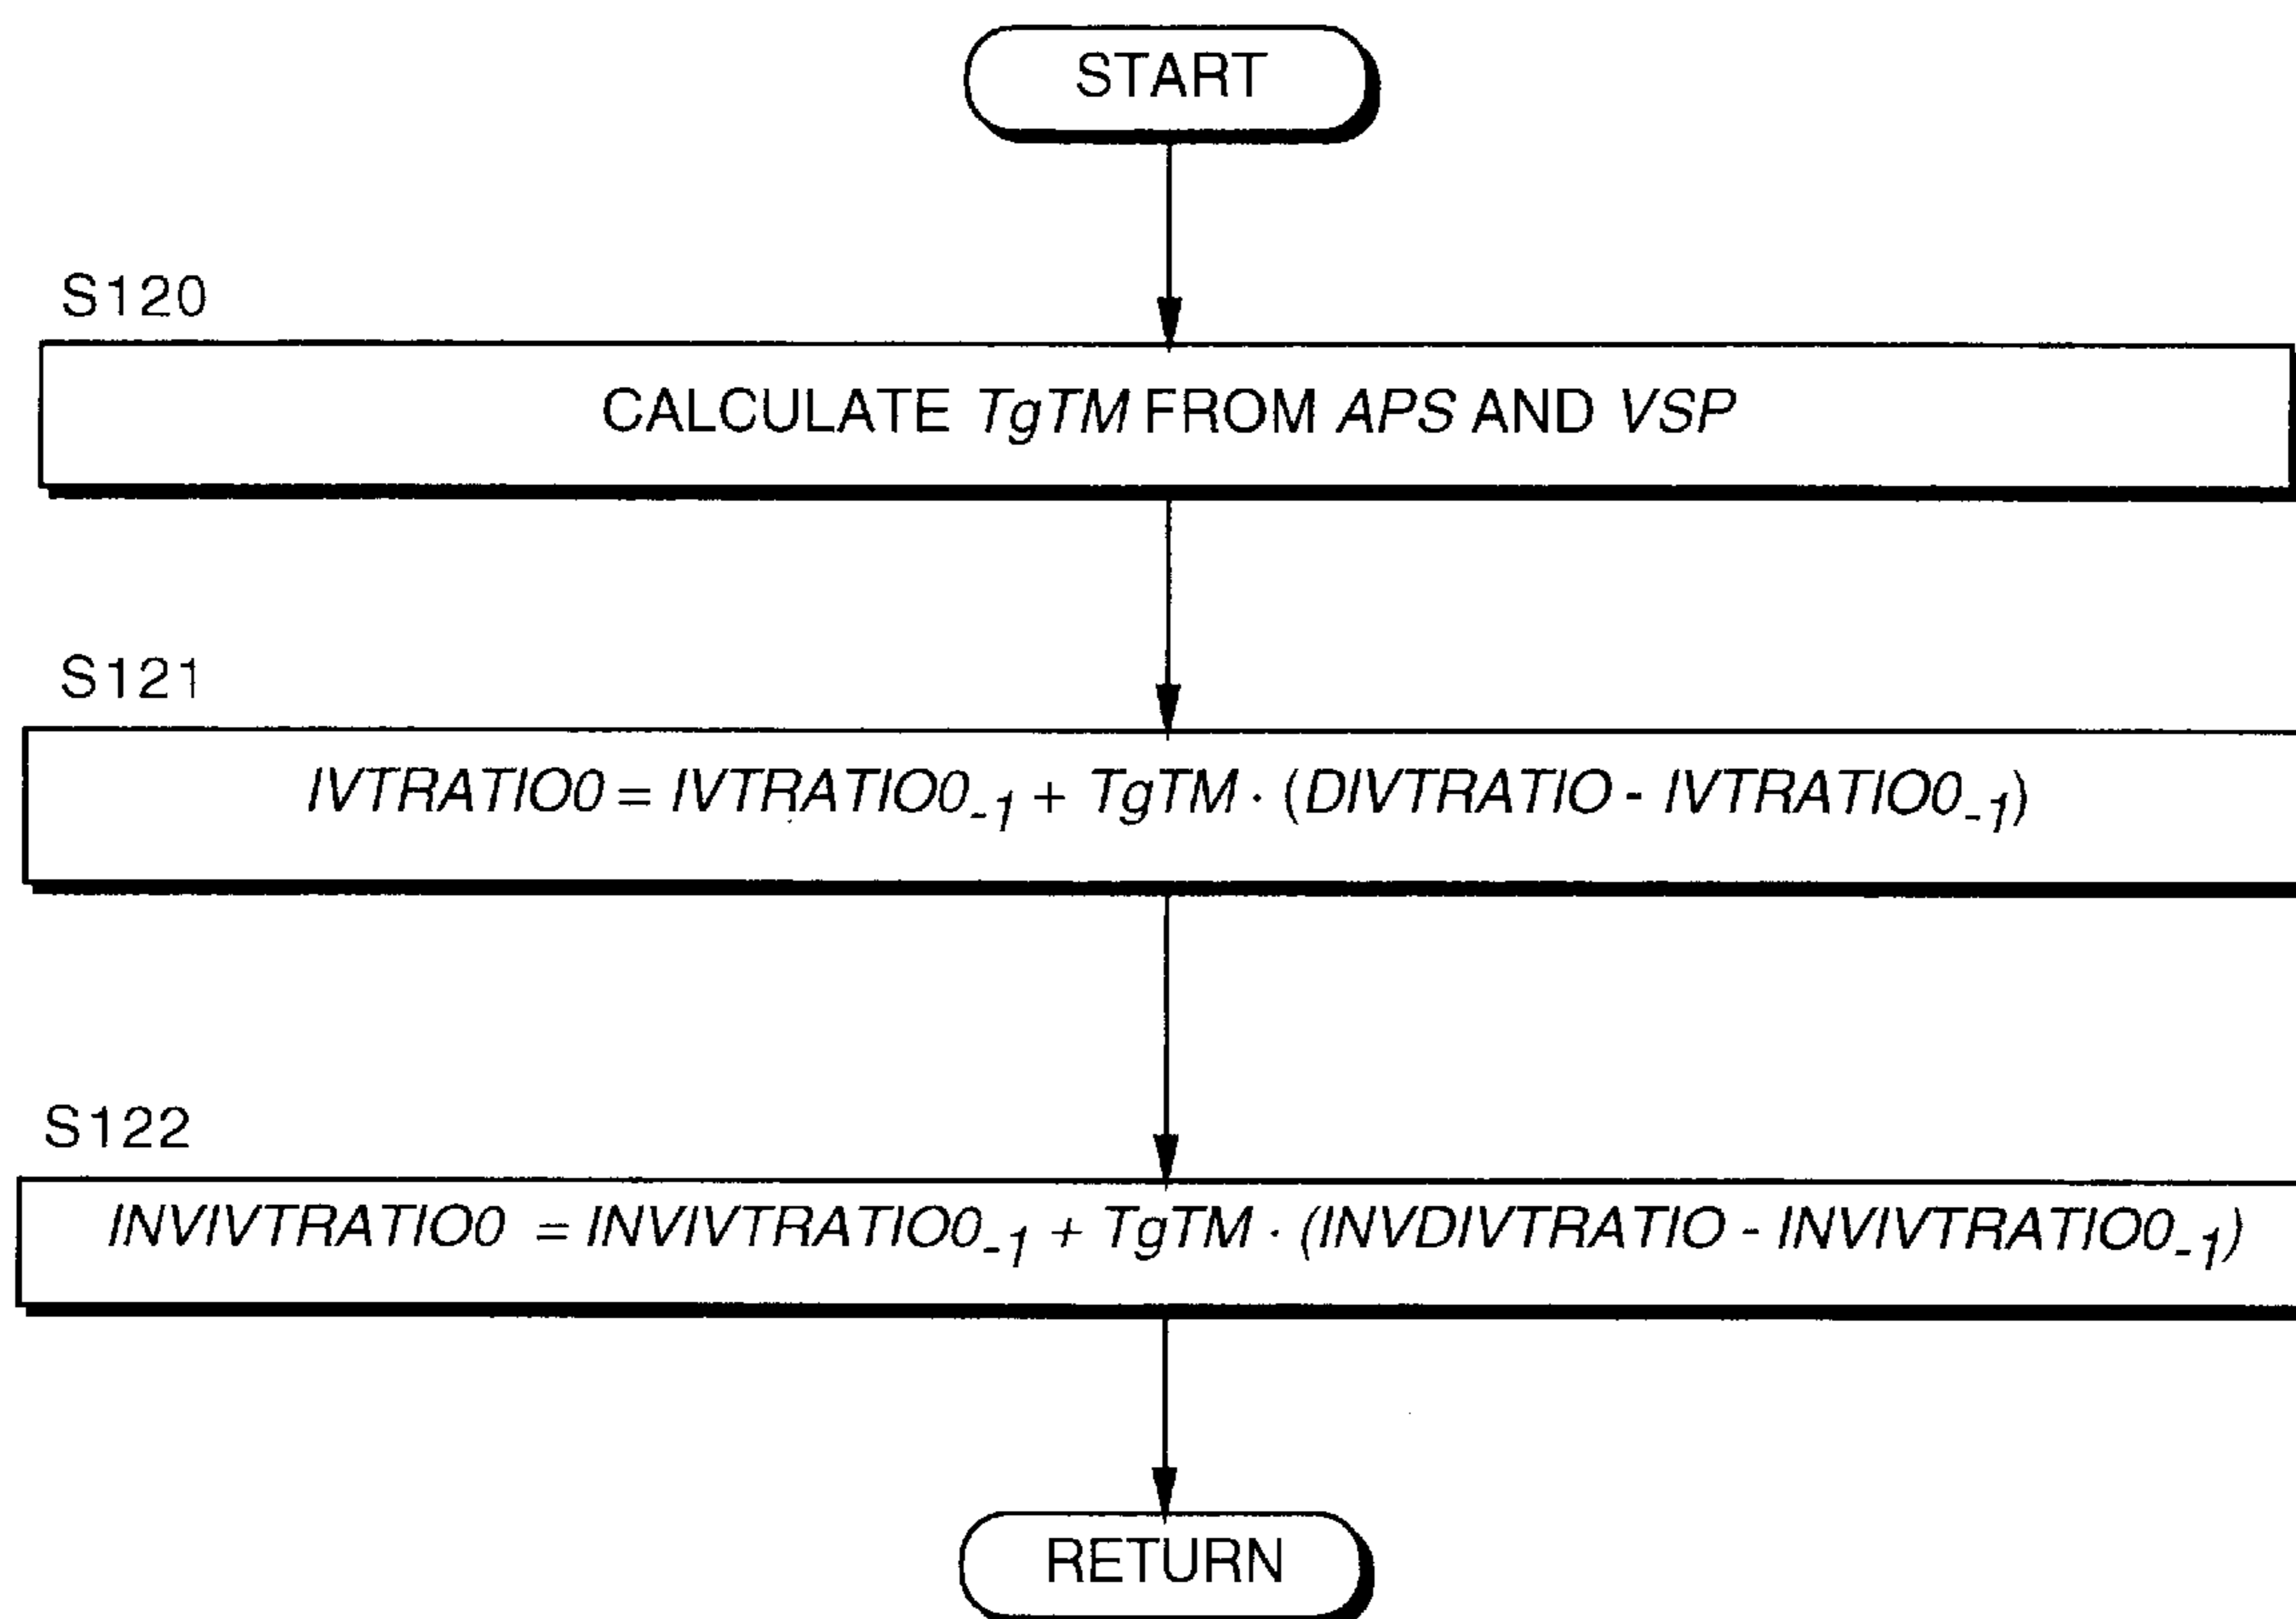 START
S120
CALCULATE TgTM FROM APS AND VSP
S121
IVTRATIO0 = IVTRATIO0₋₁ + TgTM · (DIVTRATIO - IVTRATIO0₋₁)
S122
INVIVTRATIO0 = INVIVTRATIO0₋₁ + TgTM · (INVDIVTRATIO - INVIVTRATIO0₋₁)
RETURN